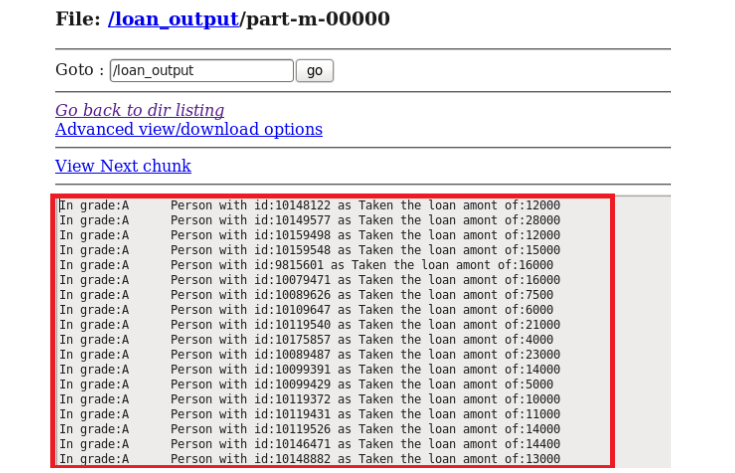 File: /loan_output/part-m-00000
Goto : /loan_output go
Go back to dir listing
Advanced view/download options
View Next chunk
In grade:A Person with id:10148122 as Taken the loan amont of:12000
In grade:A Person with id:10149577 as Taken the loan amont of:28000
In grade:A Person with id:10159498 as Taken the loan amont of:12000
In grade:A Person with id:10159548 as Taken the loan amont of:15000
In grade:A Person with id:9815601 as Taken the loan amont of:16000
In grade:A Person with id:10079471 as Taken the loan amont of:16000
In grade:A Person with id:10089626 as Taken the loan amont of:7500
In grade:A Person with id:10109647 as Taken the loan amont of:6000
In grade:A Person with id:10119540 as Taken the loan amont of:21000
In grade:A Person with id:10175857 as Taken the loan amont of:4000
In grade:A Person with id:10089487 as Taken the loan amont of:23000
In grade:A Person with id:10099391 as Taken the loan amont of:14000
In grade:A Person with id:10099429 as Taken the loan amont of:5000
In grade:A Person with id:10119372 as Taken the loan amont of:10000
In grade:A Person with id:10119431 as Taken the loan amont of:11000
In grade:A Person with id:10119526 as Taken the loan amont of:14000
In grade:A Person with id:10146471 as Taken the loan amont of:14400
In grade:A Person with id:10148882 as Taken the loan amont of:13000